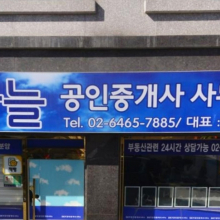 늘 공인중개사 사
Tel. 02-6465-7885/ 대표 :
부동산관련 24시간 상담가능 02-